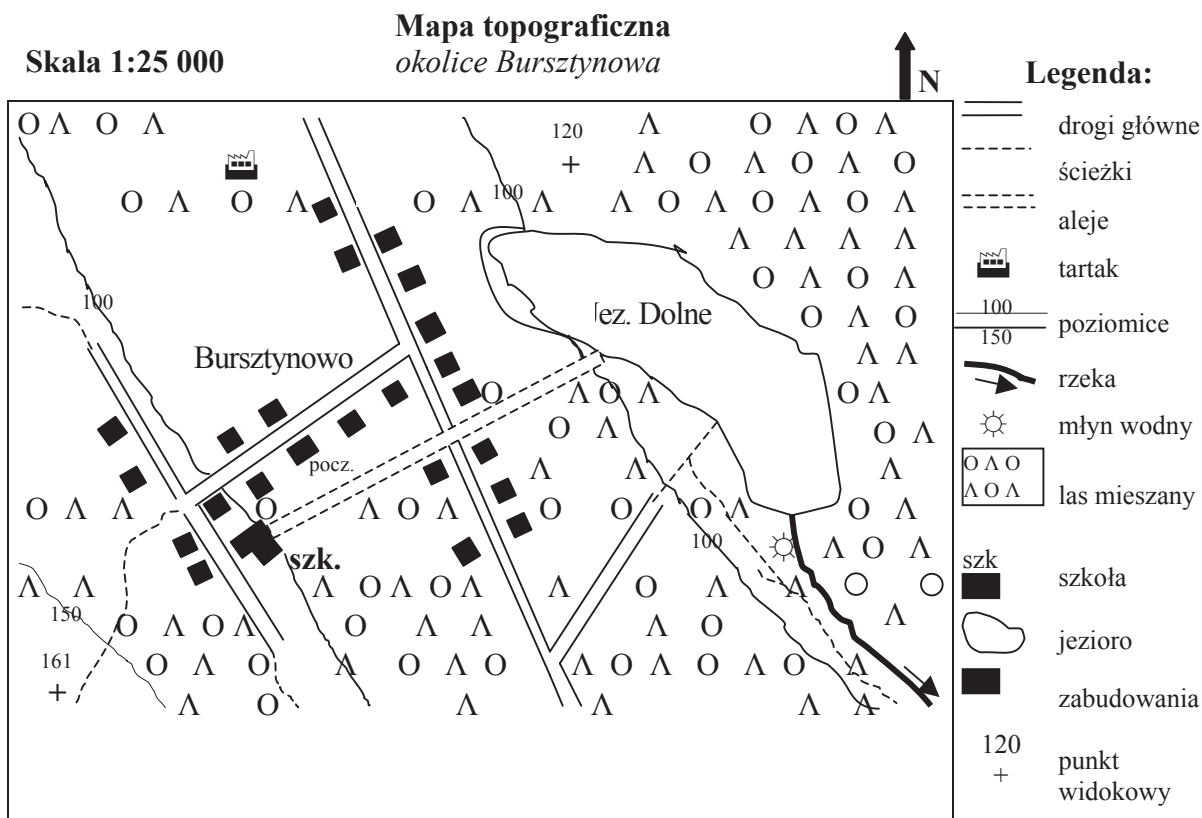 Mapa topograficzna
Skala 1:25 000
okolice Bursztynowa
N
Legenda:
drogi główne
ścieżki
aleje
tartak
100
150
poziomice
rzeka
młyn wodny
O Λ O
Λ O Λ
las mieszany
szk
szkoła
jezioro
zabudowania
120
+
punkt
widokowy
120
+
100
100
Jez. Dolne
Bursztynowo
pocz.
szk.
100
150
161
+